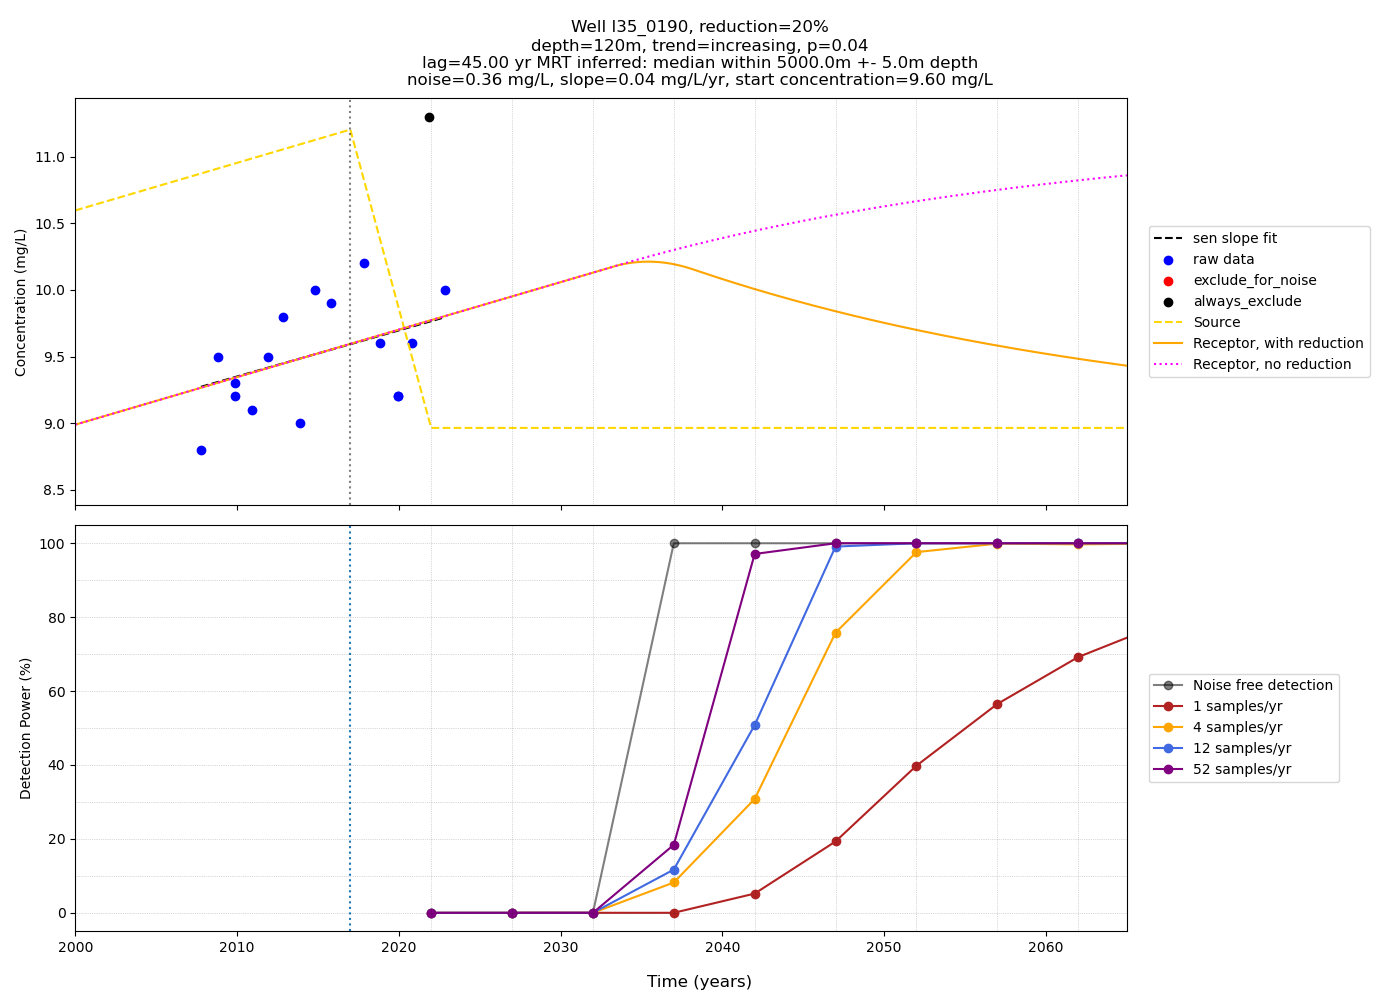 Well l35_0190, reduction=20%
depth=120m, trend=increasing, p=0.04
lag=45.00 yr MRT inferred: median within 5000.0m +- 5.0m depth
noise=0.36 mg/L, slope=0.04 mg/L/yr, start concentration=9.60 mg/L
Concentration (mg/L)
11.0
10.5
10.0
9.5
9.0
8.5
sen slope fit
raw data
exclude_for_noise
always_exclude
Source
Receptor, with reduction
Receptor, no reduction
Detection Power (%)
100
80
60
40
20
0
Noise free detection
1 samples/yr
4 samples/yr
12 samples/yr
52 samples/yr
2000 2010 2020 2030 2040 2050 2060
Time (years)